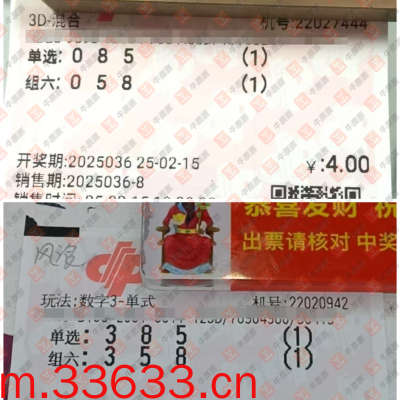 3D-混合 机号:22027444
单选: 0 8 5 (1)
组六: 0 5 8 (1)
开奖期:2025036 25-02-15
¥:4.00
销售期:2025036-8
恭喜发财 祝
出票请核对 中奖
风资
玩法:数字3-单式 机号:22020942
单选: 3 8 5 (1)
组六: 3 5 8 (1)
m.33633.cn